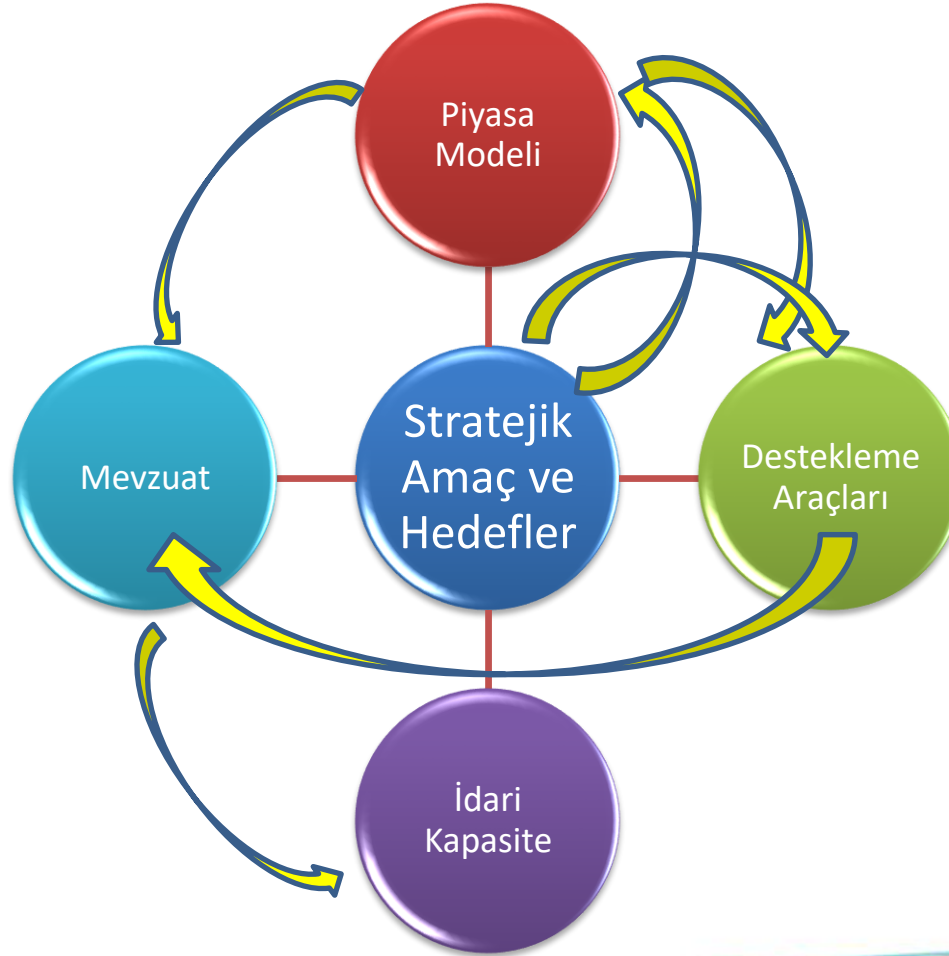 Piyasa
Modeli
Mevzuat
Stratejik
Amaç ve
Hedefler
Destekleme
Araçları
İdari
Kapasite